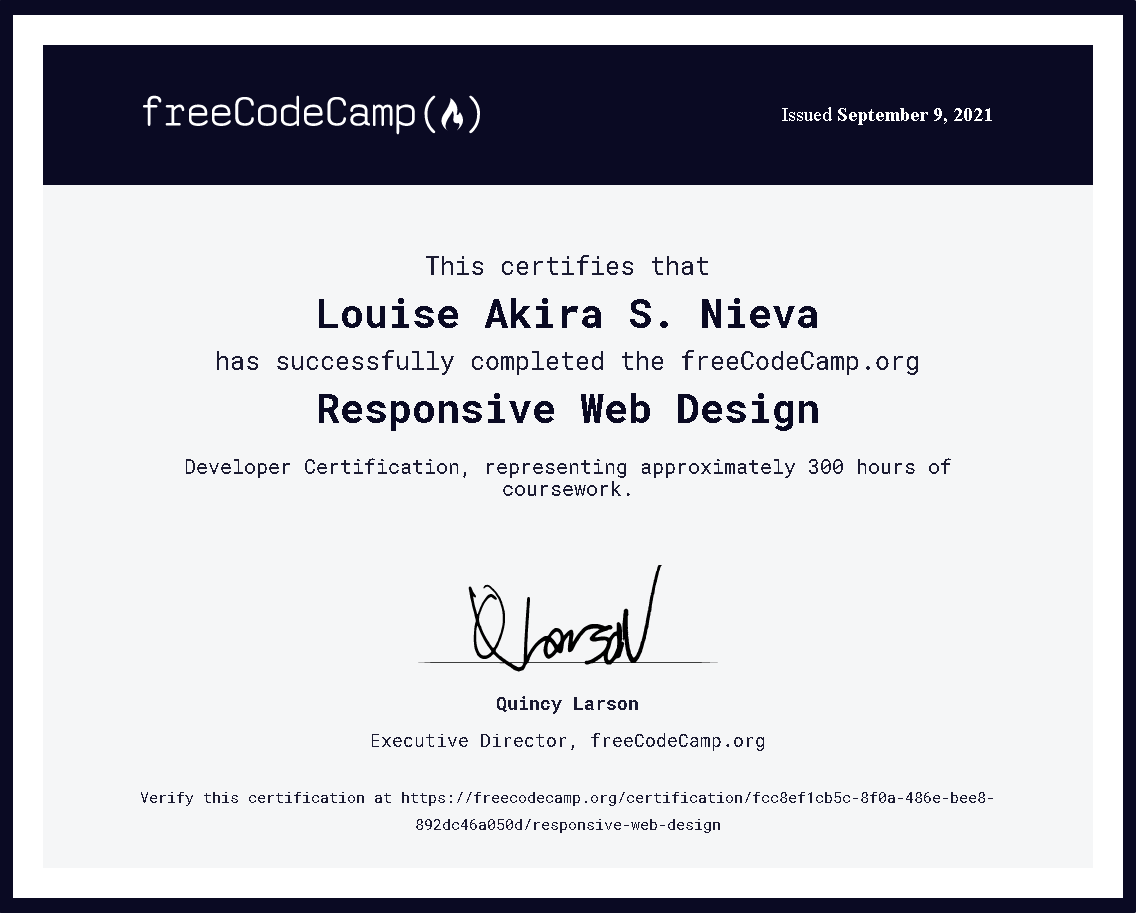 freeCodeCamp( )
Issued September 9, 2021
This certifies that
Louise Akira S. Nieva
has successfully completed the freeCodeCamp.org
Responsive Web Design
Developer Certification, representing approximately 300 hours of
coursework.
Q Larson
Quincy Larson
Executive Director, freeCodeCamp.org
Verify this certification at https://freecodecamp.org/certification/fcc8ef1cb5c-8f0a-486e-bee8-
892dc46a050d/responsive-web-design